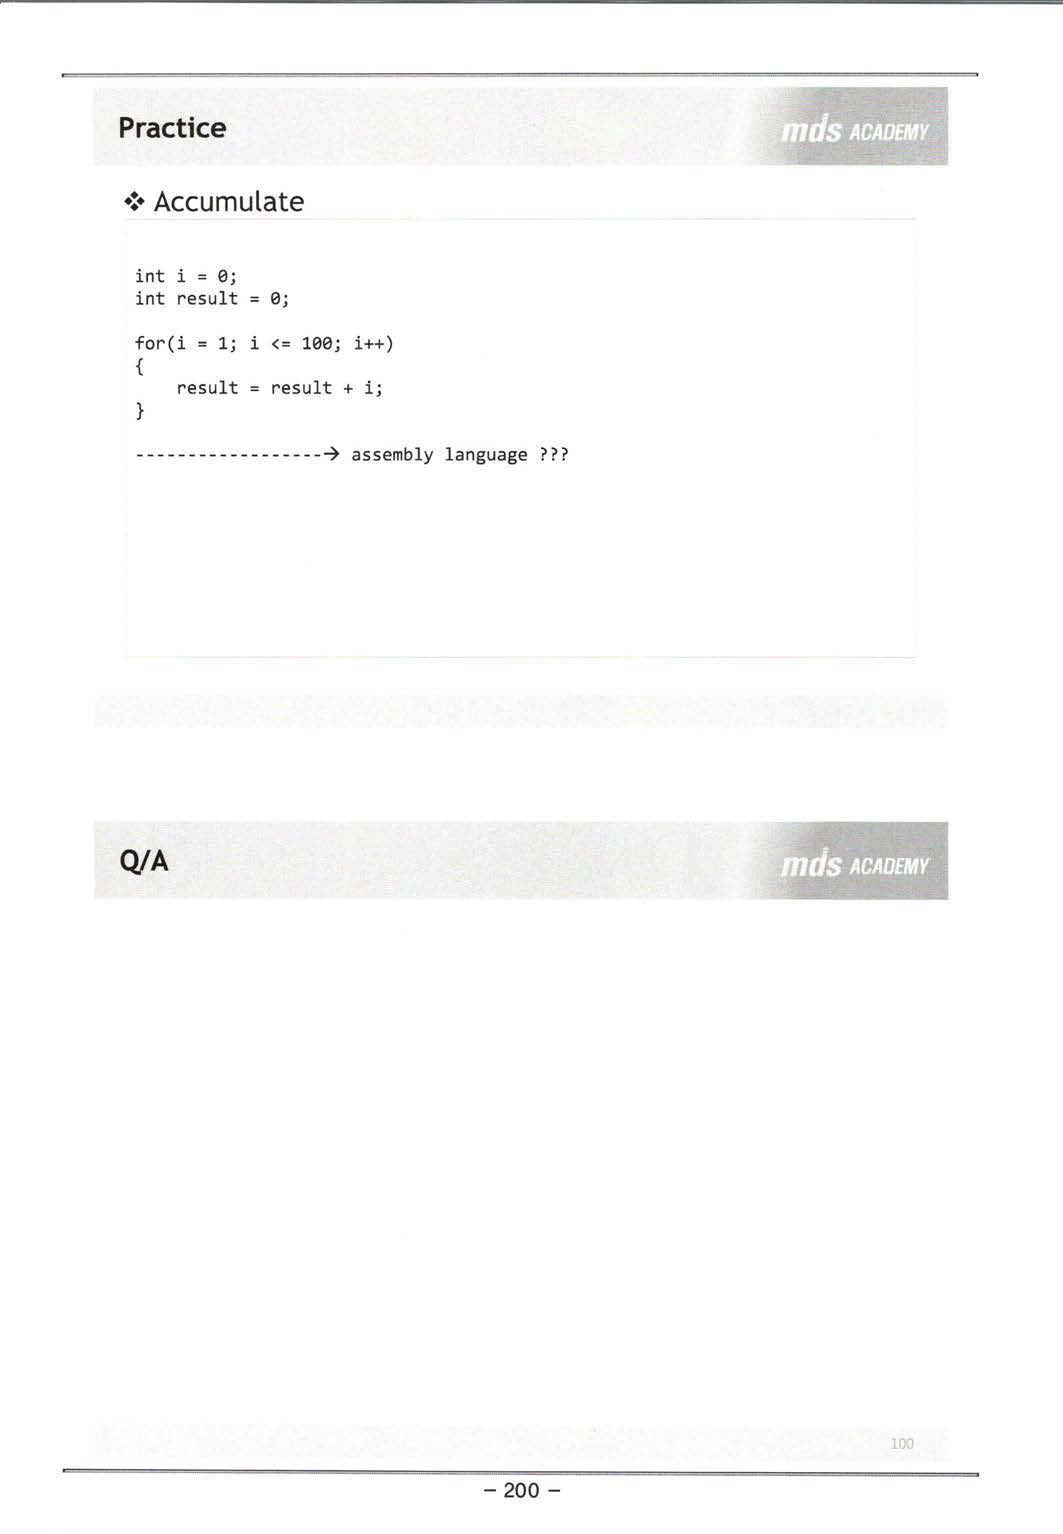 Practice
mds ACADEMY
❖ Accumulate
int i = 0;
int result = 0;
for(i = 1; i <= 100; i++)
{
    result = result + i;
}
------------------→ assembly language ???
Q/A
mds ACADEMY
100
– 200 –